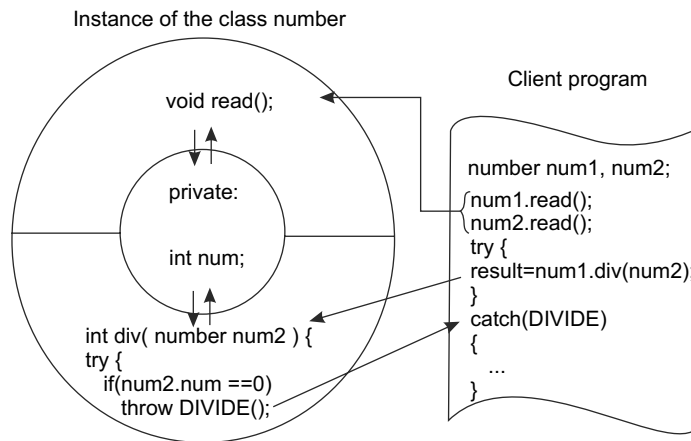 Instance of the class number
void read();
private:
int num;
int div( number num2 ) {
try {
if(num2.num ==0)
throw DIVIDE();
Client program
number num1, num2;
num1.read();
num2.read();
try {
result=num1.div(num2);
}
catch(DIVIDE)
{
...
}